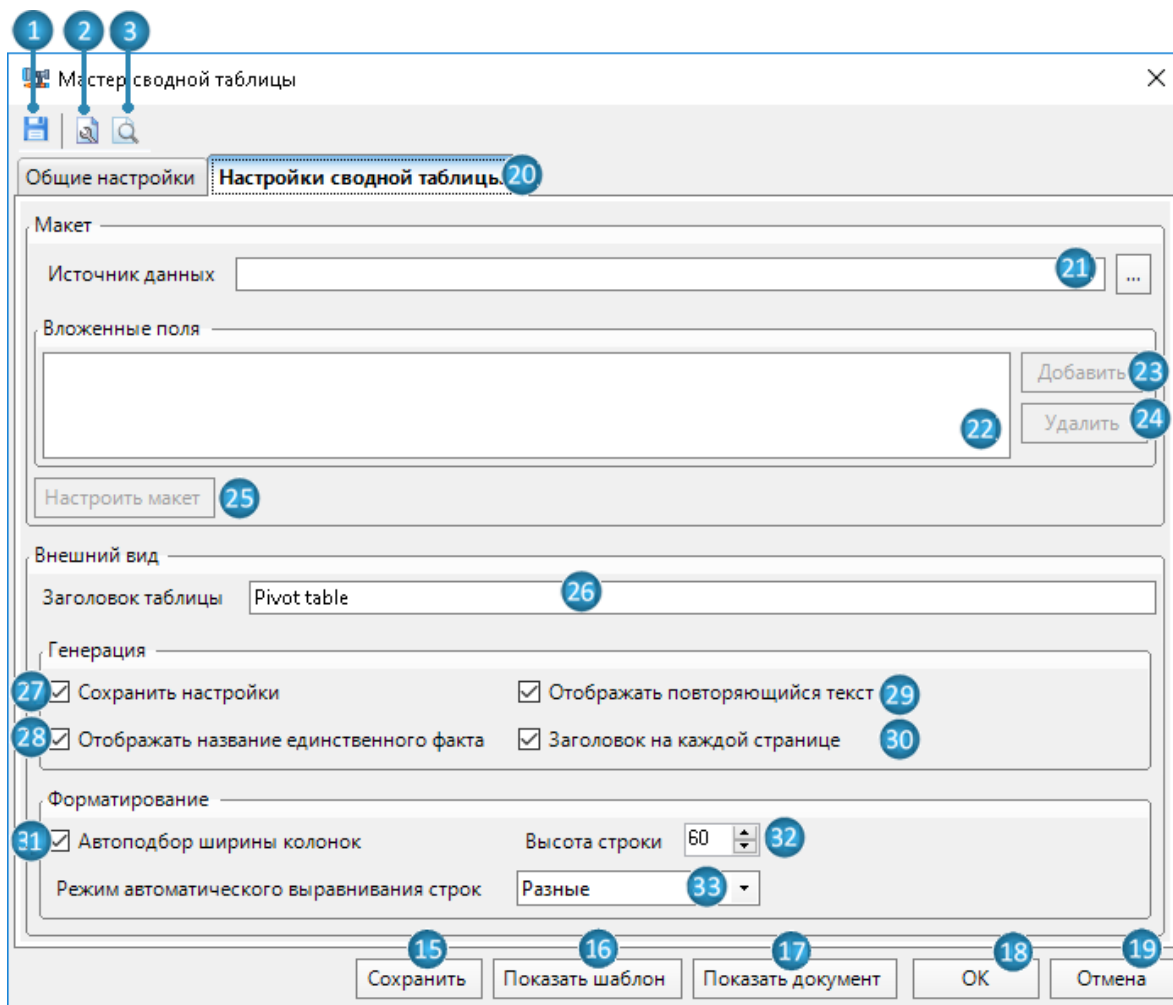 1 2 3
Мастер сводной таблицы
Общие настройки Настройки сводной таблицы 20
Макет
Источник данных 21 ...
Вложенные поля
Добавить 23
22 Удалить 24
Настроить макет 25
Внешний вид
Заголовок таблицы Pivot table 26
Генерация
27 Сохранить настройки Отображать повторяющийся текст 29
28 Отображать название единственного факта Заголовок на каждой странице 30
Форматирование
31 Автоподбор ширины колонок Высота строки 60 32
Режим автоматического выравнивания строк Разные 33
15 16 17 18 19
Сохранить Показать шаблон Показать документ ОК Отмена